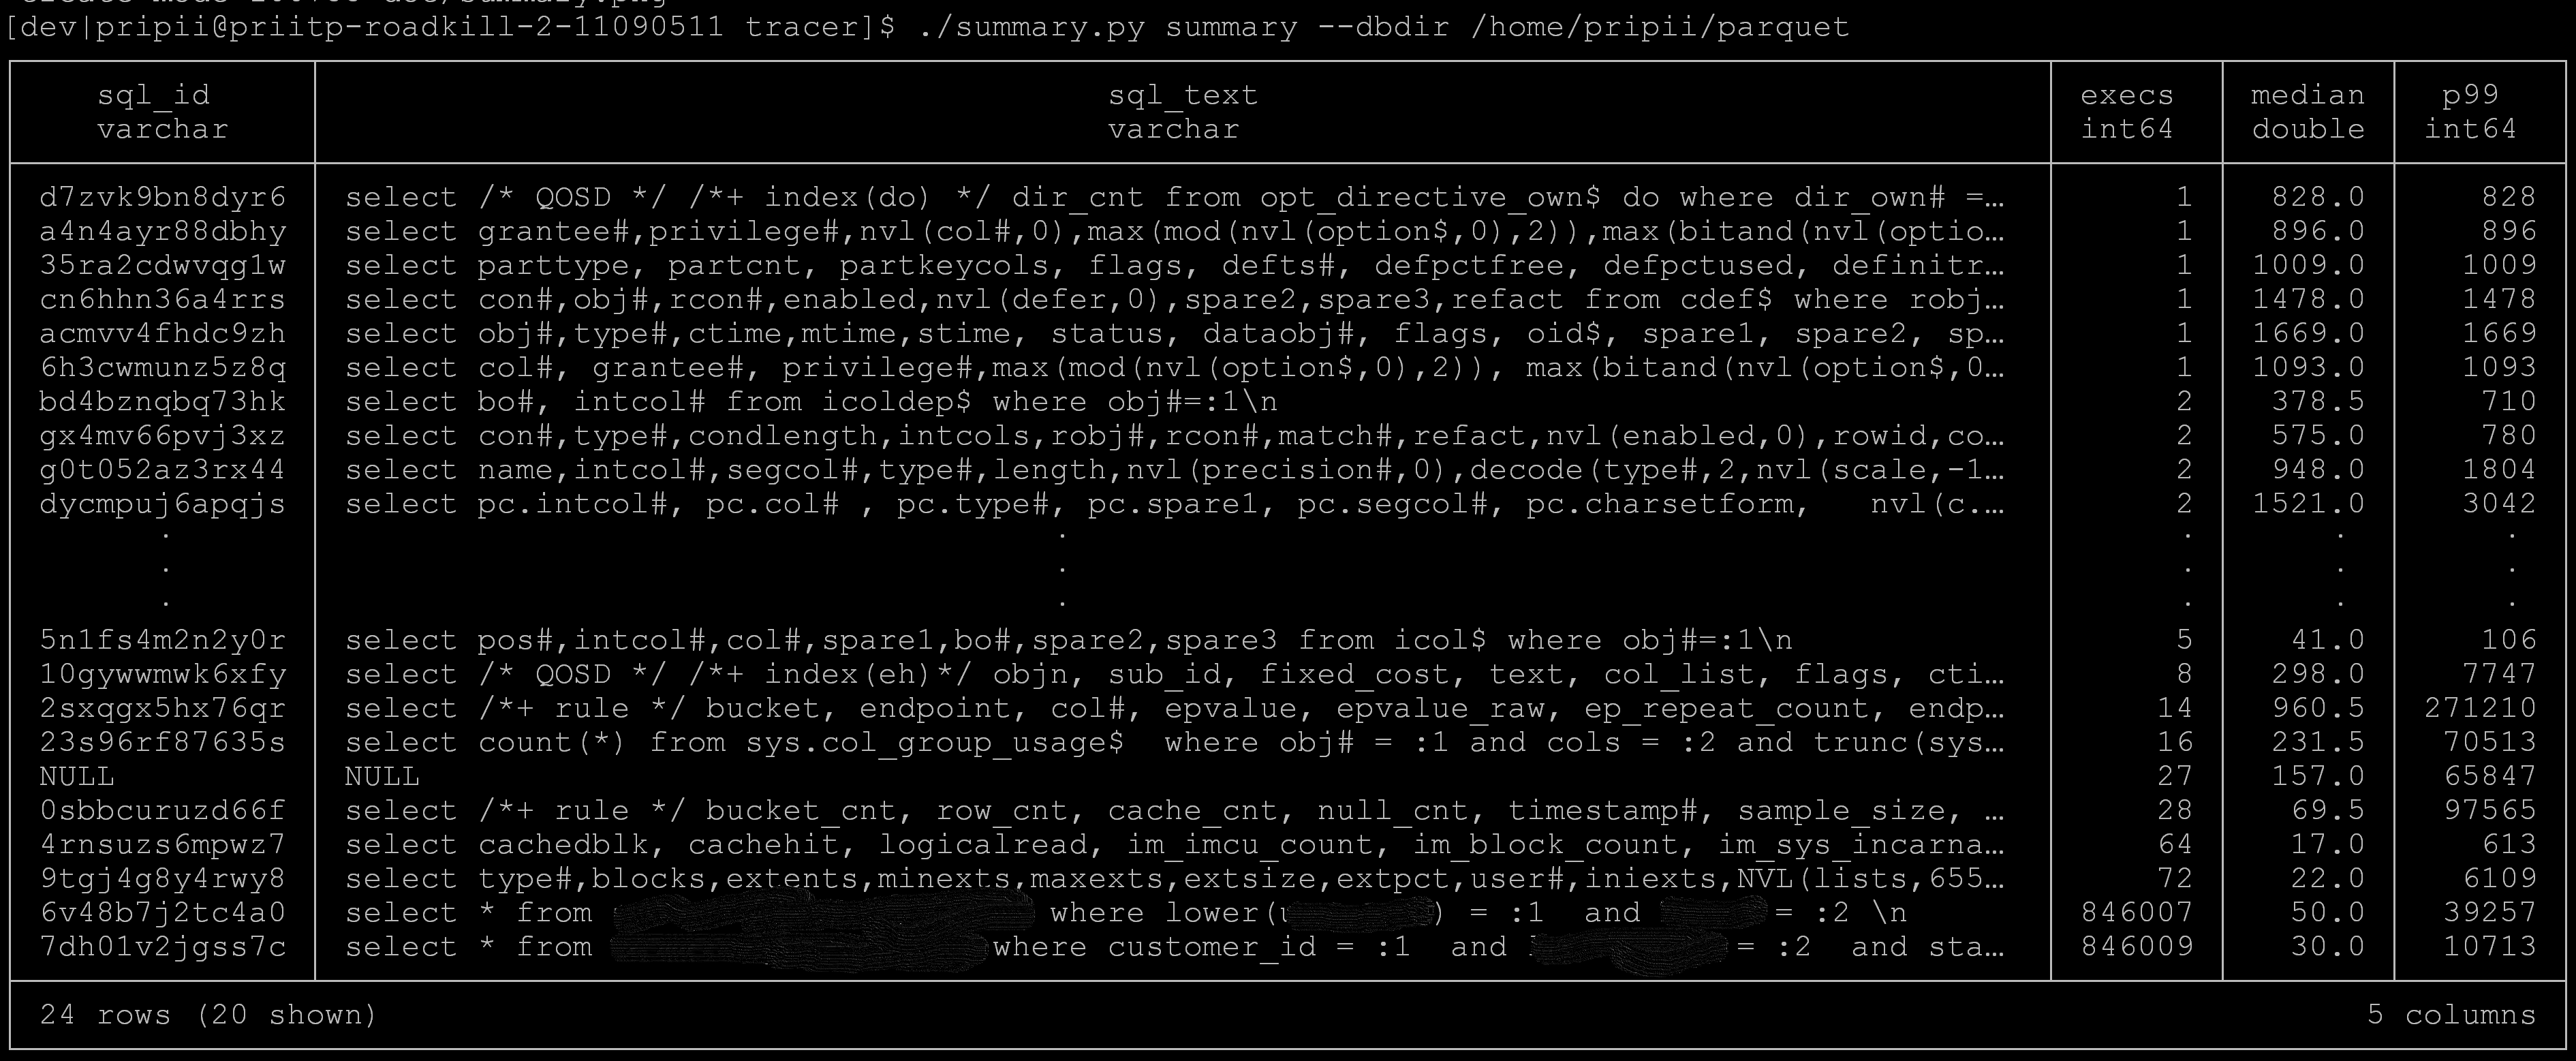 [dev|pripii@priitp-roadkill-2-11090511 tracer]$ ./summary.py summary --dbdir /home/pripii/parquet
sql_id sql_text execs median p99
varchar varchar int64 double int64
d7zvk9bn8dyr6 select /* QOSD */ /*+ index(do) */ dir_cnt from opt_directive_own$ do where dir_own# =… 1 828.0 828
a4n4ayr88dbhy select grantee#,privilege#,nvl(col#,0),max(mod(nvl(option$,0),2)),max(bitand(nvl(optio… 1 896.0 896
35ra2cdwvqg1w select parttype, partcnt, partkeycols, flags, defts#, defpctfree, defpctused, definitr… 1 1009.0 1009
cn6hhn36a4rrs select con#,obj#,rcon#,enabled,nvl(defer,0),spare2,spare3,refact from cdef$ where robj… 1 1478.0 1478
acmvv4fhdc9zh select obj#,type#,ctime,mtime,stime, status, dataobj#, flags, oid$, spare1, spare2, sp… 1 1669.0 1669
6h3cwmunz5z8q select col#, grantee#, privilege#,max(mod(nvl(option$,0),2)), max(bitand(nvl(option$,0… 1 1093.0 1093
bd4bznqbq73hk select bo#, intcol# from icoldep$ where obj#=:1\n 2 378.5 710
gx4mv66pvj3xz select con#,type#,condlength,intcols,robj#,rcon#,match#,refact,nvl(enabled,0),rowid,co… 2 575.0 780
g0t052az3rx44 select name,intcol#,segcol#,type#,length,nvl(precision#,0),decode(type#,2,nvl(scale,-1… 2 948.0 1804
dycmpuj6apqjs select pc.intcol#, pc.col# , pc.type#, pc.spare1, pc.segcol#, pc.charsetform,   nvl(c.… 2 1521.0 3042
· · · · ·
· · · · ·
· · · · ·
5n1fs4m2n2y0r select pos#,intcol#,col#,spare1,bo#,spare2,spare3 from icol$ where obj#=:1\n 5 41.0 106
10gywwmwk6xfy select /* QOSD */ /*+ index(eh)*/ objn, sub_id, fixed_cost, text, col_list, flags, cti… 8 298.0 7747
2sxqgx5hx76qr select /*+ rule */ bucket, endpoint, col#, epvalue, epvalue_raw, ep_repeat_count, endp… 14 960.5 271210
23s96rf87635s select count(*) from sys.col_group_usage$  where obj# = :1 and cols = :2 and trunc(sys… 16 231.5 70513
NULL NULL 27 157.0 65847
0sbbcuruzd66f select /*+ rule */ bucket_cnt, row_cnt, cache_cnt, null_cnt, timestamp#, sample_size, … 28 69.5 97565
4rnsuzs6mpwz7 select cachedblk, cachehit, logicalread, im_imcu_count, im_block_count, im_sys_incarna… 64 17.0 613
9tgj4g8y4rwy8 select type#,blocks,extents,minexts,maxexts,extsize,extpct,user#,iniexts,NVL(lists,655… 72 22.0 6109
6v48b7j2tc4a0 select * from where lower( ) = :1  and = :2 \n 846007 50.0 39257
7dh01v2jgss7c select * from where customer_id = :1  and = :2  and sta… 846009 30.0 10713
24 rows (20 shown) 5 columns